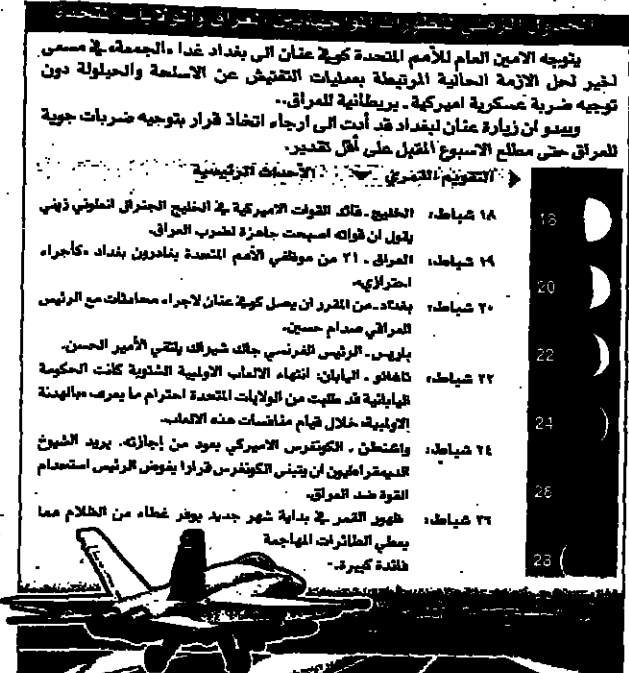 الجدول الزمني للتطورات المواجهة بين العراق والولايات المتحدة
يتوجه الامين العام للأمم المتحدة كوفي عنان الى بغداد غدا «الجمعة» في مسعى
لخير لحل الازمة الحالية المرتبطة بعمليات التفتيش عن الاسلحة والحيلولة دون
توجيه ضربة عسكرية اميركية ـ بريطانية للعراق..
ويبدو ان زيارة عنان لبغداد قد أدت الى ارجاء اتخاذ قرار بتوجيه ضربات جوية
للعراق حتى مطلع الاسبوع المقبل على أقل تقدير.
التقويم القمري الأحداث الرئيسية
١٨ شباط: الخليج ـ قائد القوات الاميركية في الخليج الجنرال انطوني زيني
يقول ان قواته اصبحت جاهزة لضرب العراق.
١٩ شباط: العراق ـ ٢١ من موظفي الأمم المتحدة يغادرون بغداد «كأجراء
احترازي».
٢٠ شباط: بغداد ـ من المقرر ان يصل كوفي عنان لاجراء محادثات مع الرئيس
العراقي صدام حسين.
باريس ـ الرئيس الفرنسي جاك شيراك يلتقي الأمير الحسن.
٢٢ شباط: ناغانو ـ اليابان: انتهاء الالعاب الاولمبية الشتوية كانت الحكومة
اليابانية قد طلبت من الولايات المتحدة احترام ما يعرف «بالهدنة
الاولمبية» خلال قيام منافسات هذه الالعاب.
٢٤ شباط: واشنطن ـ الكونغرس الاميركي يعود من إجازته. يريد الشيوخ
الديمقراطيون ان يتبنى الكونغرس قرارا يفوض الرئيس استخدام
القوة ضد العراق.
٢٦ شباط: ظهور القمر في بداية شهر جديد يوفر غطاء من الظلام مما
يعطي الطائرات المهاجمة
فائدة كبيرة.
18
20
22
24
26
28